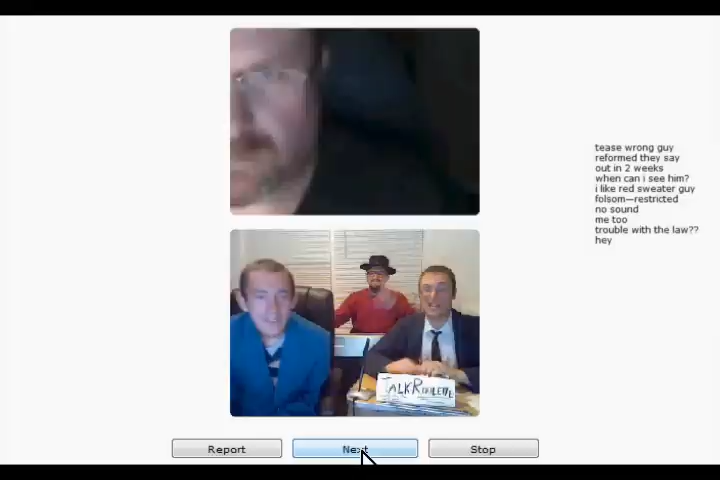 tease wrong guy
reformed they say
out in 2 weeks
when can i see him?
i like red sweater guy
folsom—restricted
no sound
me too
trouble with the law??
hey
TALKROULETTE
Report
Next
Stop